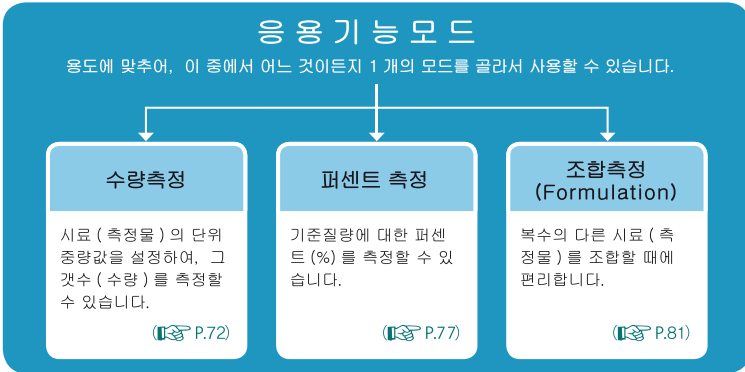 응용기능모드
용도에 맞추어, 이 중에서 어느 것이든지 1 개의 모드를 골라서 사용할 수 있습니다.
수량측정
시료 ( 측정물 ) 의 단위
중량값을 설정하여, 그
갯수 ( 수량 ) 를 측정할
수 있습니다.
(☞ P.72)
퍼센트 측정
기준질량에 대한 퍼센
트 (%) 를 측정할 수 있
습니다.
(☞ P.77)
조합측정
(Formulation)
복수의 다른 시료 ( 측
정물 ) 를 조합할 때에
편리합니다.
(☞ P.81)